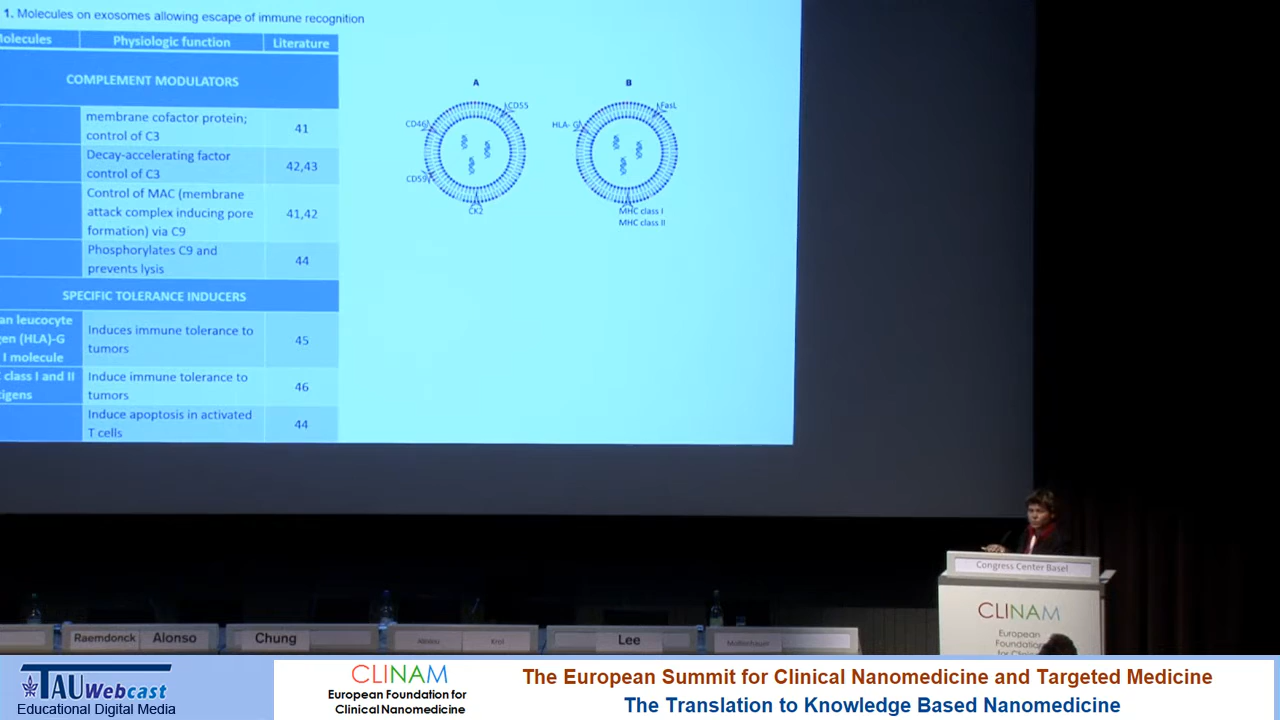 1. Molecules on exosomes allowing escape of immune recognition
Molecules Physiologic function Literature
COMPLEMENT MODULATORS
membrane cofactor protein;
control of C3
41
Decay-accelerating factor
control of C3
42,43
Control of MAC (membrane
attack complex inducing pore
formation) via C9
41,42
Phosphorylates C9 and
prevents lysis
44
SPECIFIC TOLERANCE INDUCERS
an leucocyte
gen (HLA)-G
I molecule
Induces immune tolerance to
tumors
45
class I and II
tigens
Induce immune tolerance to
tumors
46
Induce apoptosis in activated
T cells
44
A
CD55
CD46
CD59
CK2
B
FasL
HLA- G
MHC class I
MHC class II
Congress Center Basel
CLINAM
European
Foundation
for Clinic
Raemdonck Alonso Chung Lee
TAU Webcast
Educational Digital Media
CLINAM
European Foundation for
Clinical Nanomedicine
The European Summit for Clinical Nanomedicine and Targeted Medicine
The Translation to Knowledge Based Nanomedicine